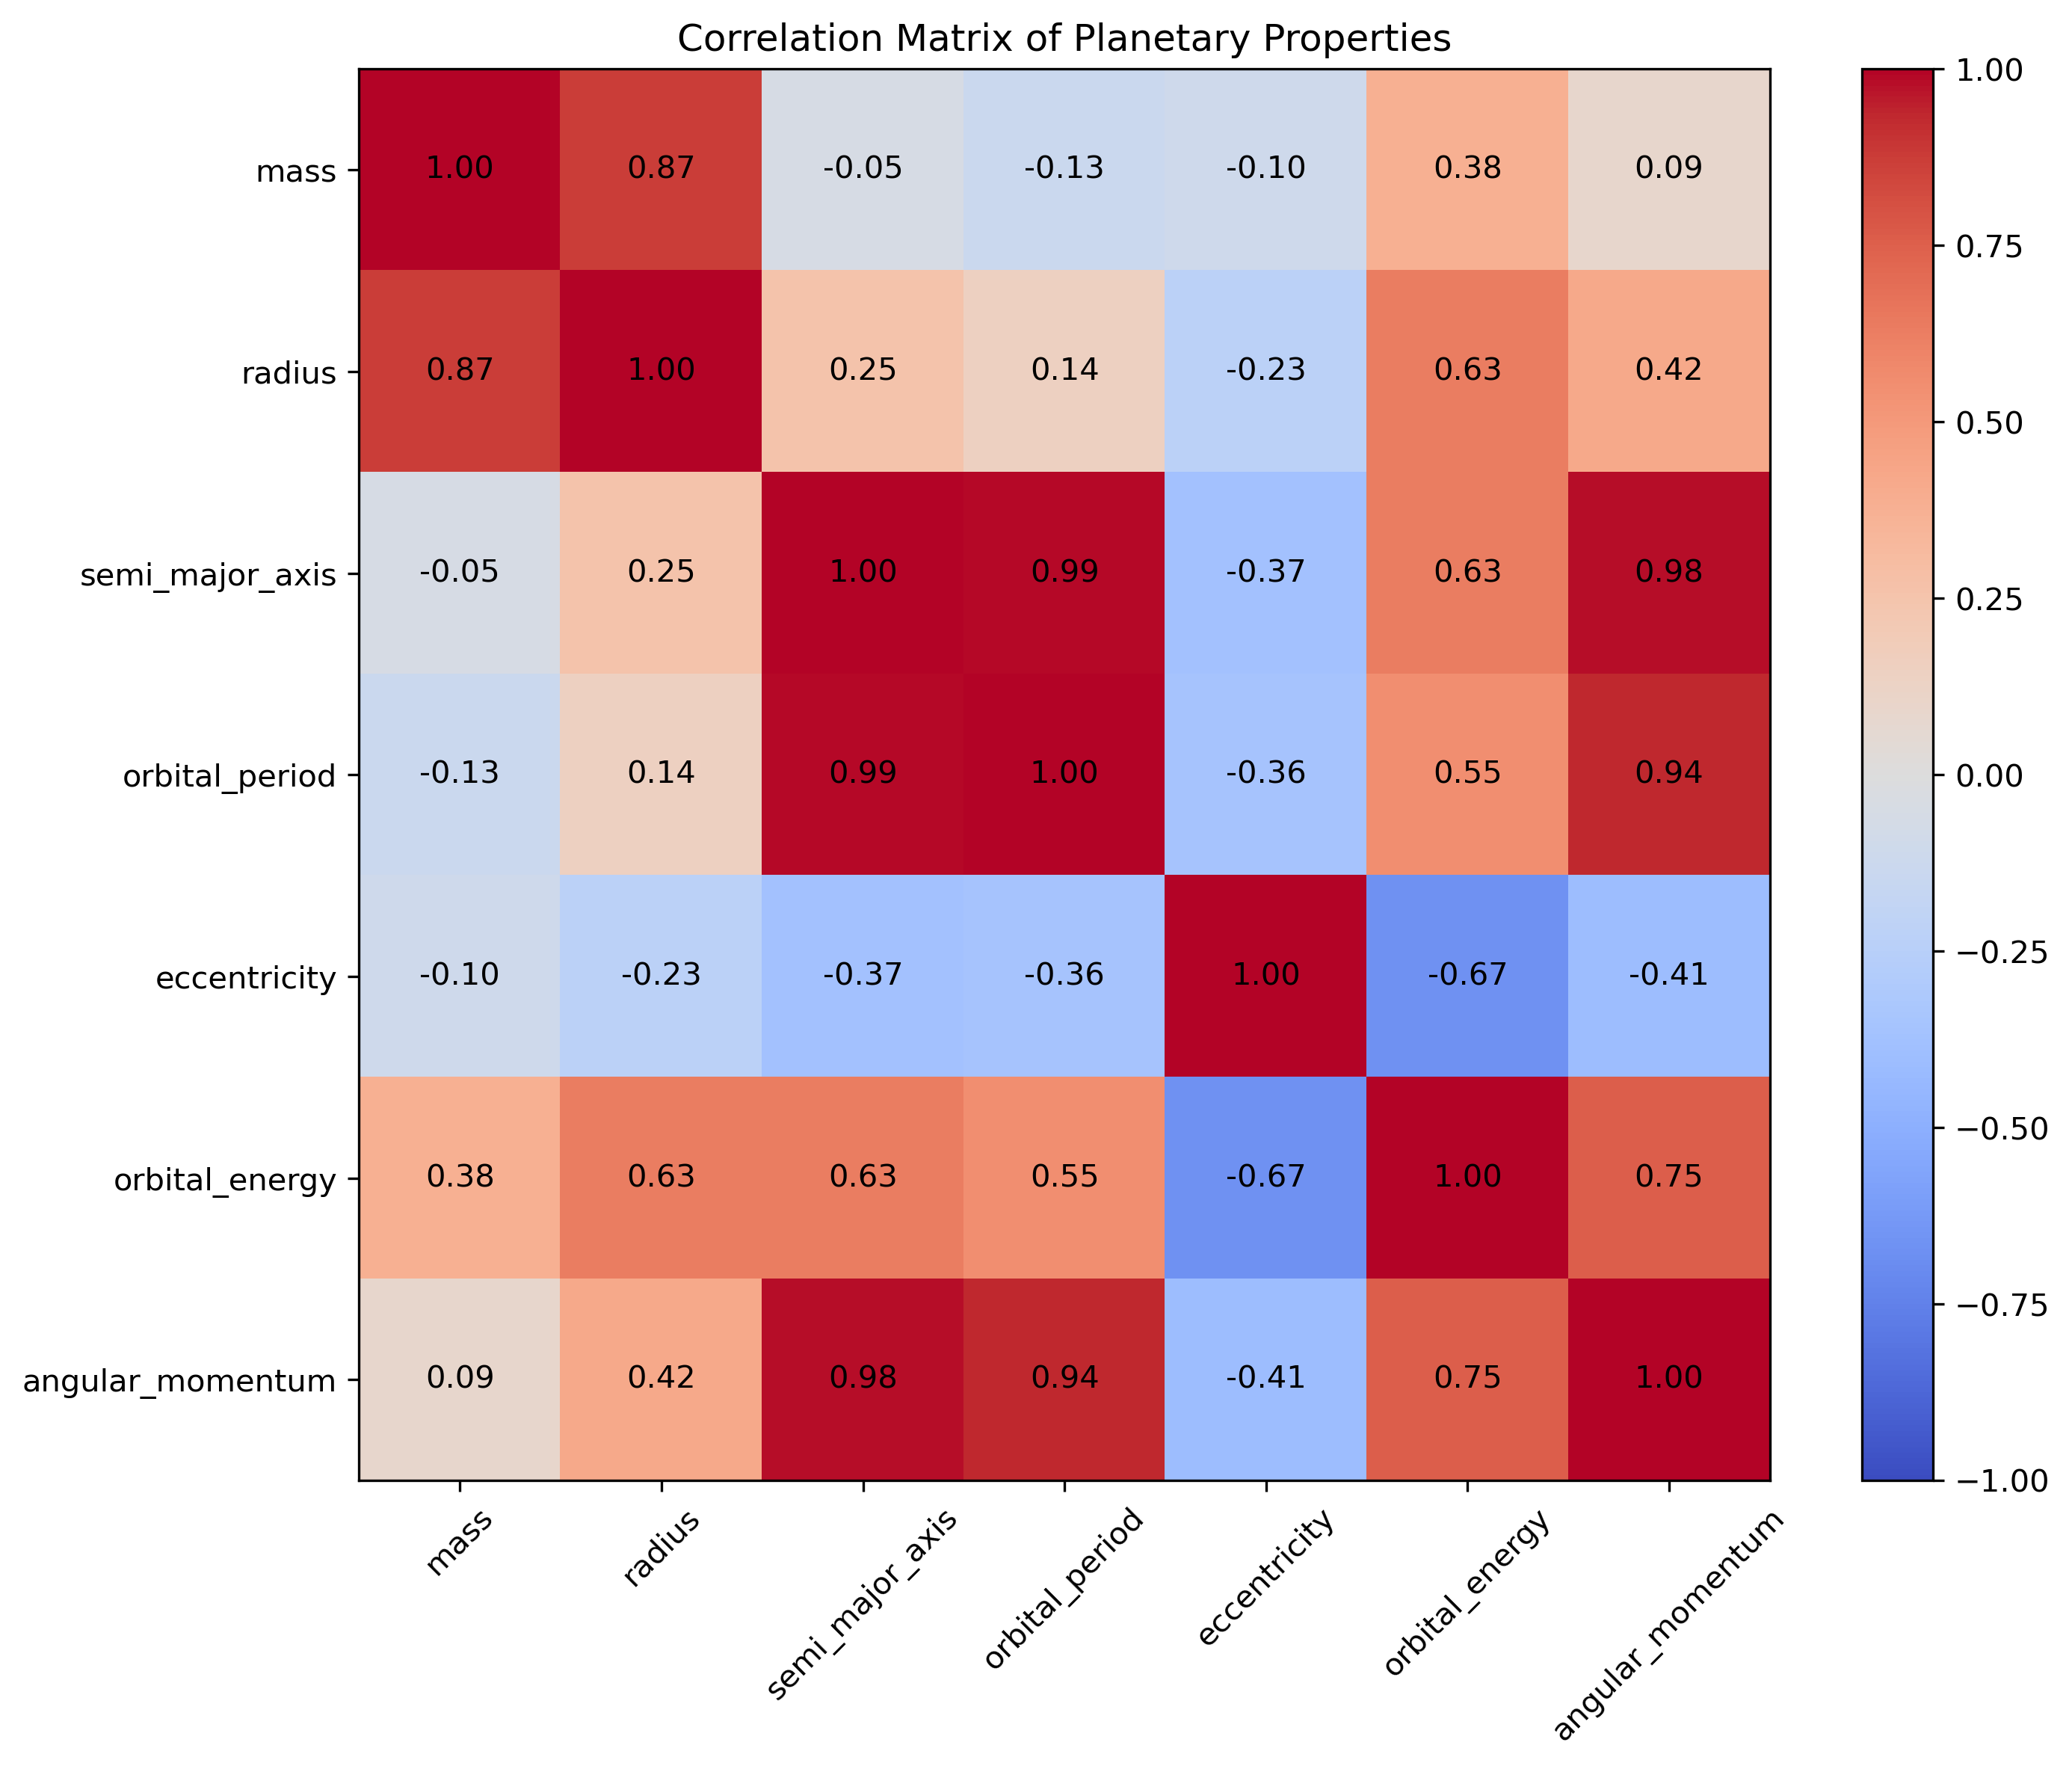 Correlation Matrix of Planetary Properties
mass 1.00 0.87 -0.05 -0.13 -0.10 0.38 0.09
radius 0.87 1.00 0.25 0.14 -0.23 0.63 0.42
semi_major_axis -0.05 0.25 1.00 0.99 -0.37 0.63 0.98
orbital_period -0.13 0.14 0.99 1.00 -0.36 0.55 0.94
eccentricity -0.10 -0.23 -0.37 -0.36 1.00 -0.67 -0.41
orbital_energy 0.38 0.63 0.63 0.55 -0.67 1.00 0.75
angular_momentum 0.09 0.42 0.98 0.94 -0.41 0.75 1.00
mass radius semi_major_axis orbital_period eccentricity orbital_energy angular_momentum
1.00
0.75
0.50
0.25
0.00
−0.25
−0.50
−0.75
−1.00